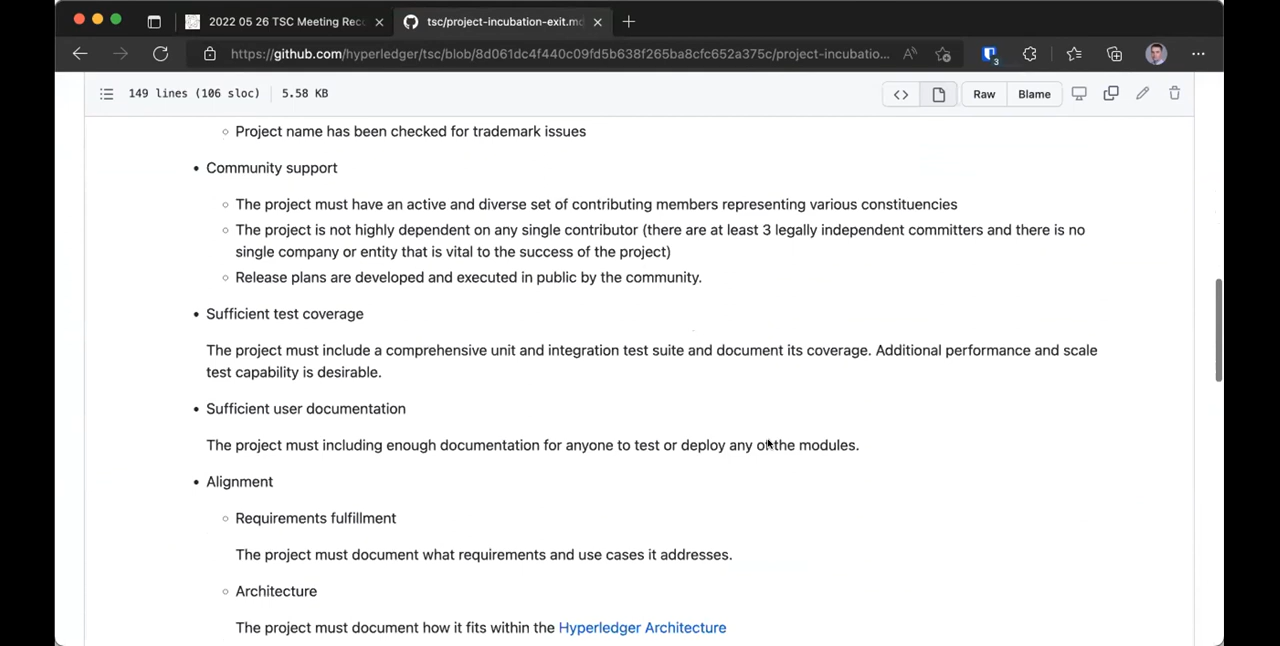 2022 05 26 TSC Meeting Rec
tsc/project-incubation-exit.md
https://github.com/hyperledger/tsc/blob/8d061dc4f440c09fd5b638f265ba8cfc652a375c/project-incubatio...
3
149 lines (106 sloc) 5.58 KB
Raw Blame
Project name has been checked for trademark issues
Community support
The project must have an active and diverse set of contributing members representing various constituencies
The project is not highly dependent on any single contributor (there are at least 3 legally independent committers and there is no
single company or entity that is vital to the success of the project)
Release plans are developed and executed in public by the community.
Sufficient test coverage
The project must include a comprehensive unit and integration test suite and document its coverage. Additional performance and scale
test capability is desirable.
Sufficient user documentation
The project must including enough documentation for anyone to test or deploy any of the modules.
Alignment
Requirements fulfillment
The project must document what requirements and use cases it addresses.
Architecture
The project must document how it fits within the Hyperledger Architecture